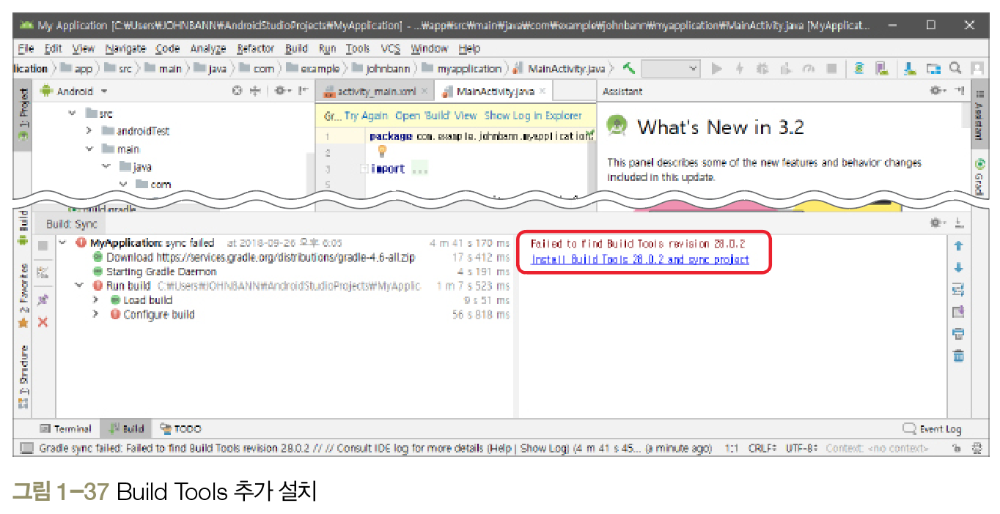 My Application [C:₩Users₩JOHNBANN₩AndroidStudioProjects₩MyApplication] - ...₩app₩src₩main₩java₩com₩example₩johnbann₩myapplication₩MainActivity.java [MyApplicat...
File Edit View Navigate Code Analyze Refactor Build Run Tools VCS Window Help
lication app src main java com example johnbann myapplication MainActivity.java
1: Project
Android
activity_main.xml MainActivity.java
Assistant
src
androidTest
main
java
com
Gr... Try Again Open 'Build' View Show Log in Explorer
1 package com.example.johnbann.myapplication;
2
3 import ...
5
What's New in 3.2
This panel describes some of the new features and behavior changes
included in this update.
Assistant
Grad
build.gradle
Build
Build: Sync
MyApplication: sync failed at 2018-09-26 오후 6:05 4 m 41 s 170 ms
Download https://services.gradle.org/distributions/gradle-4.6-all.zip 17 s 412 ms
Starting Gradle Daemon 4 s 191 ms
Run build C:₩Users₩JOHNBANN₩AndroidStudioProjects₩MyApplic 1 m 7 s 523 ms
Load build 9 s 51 ms
Configure build 56 s 818 ms
Failed to find Build Tools revision 28.0.2
Install Build Tools 28.0.2 and sync project
2: Favorites
Structure
Terminal Build TODO Event Log
Gradle sync failed: Failed to find Build Tools revision 28.0.2 // // Consult IDE log for more details (Help | Show Log) (4 m 41 s 45... (a minute ago) 1:1 CRLF UTF-8 Context: <no context>
그림 1-37 Build Tools 추가 설치